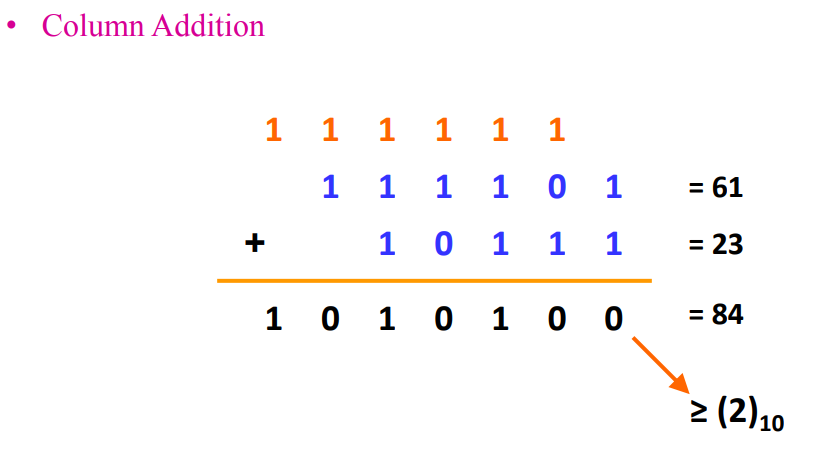 • Column Addition
1 1 1 1 1 1
1 1 1 1 0 1 = 61
+ 1 0 1 1 1 = 23
1 0 1 0 1 0 0 = 84
≥ (2)₁₀